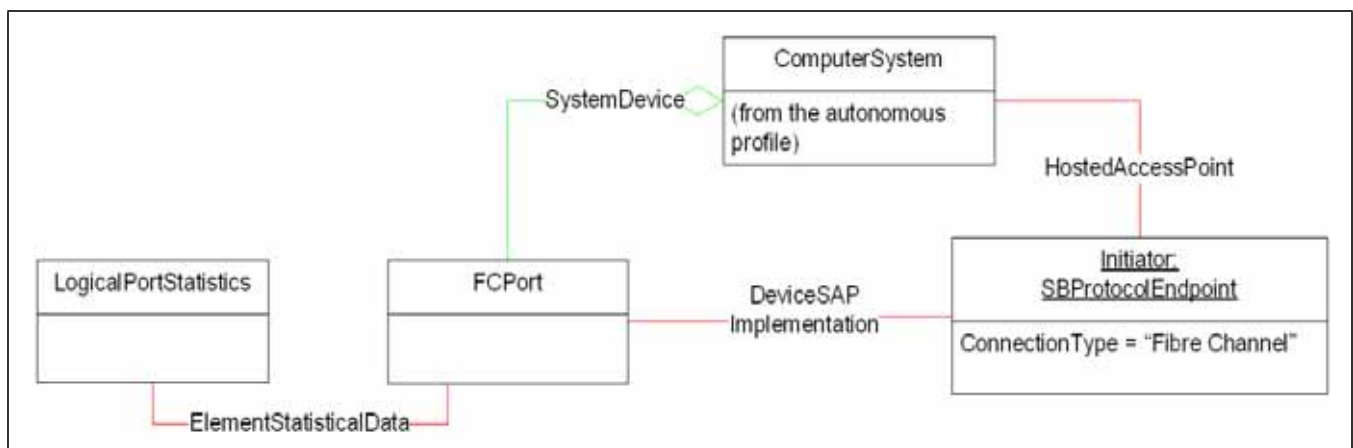 ComputerSystem
(from the autonomous
profile)
SystemDevice
HostedAccessPoint
LogicalPortStatistics
FCPort
DeviceSAP
Implementation
Initiator:
SBProtocolEndpoint
ConnectionType = “Fibre Channel”
ElementStatisticalData